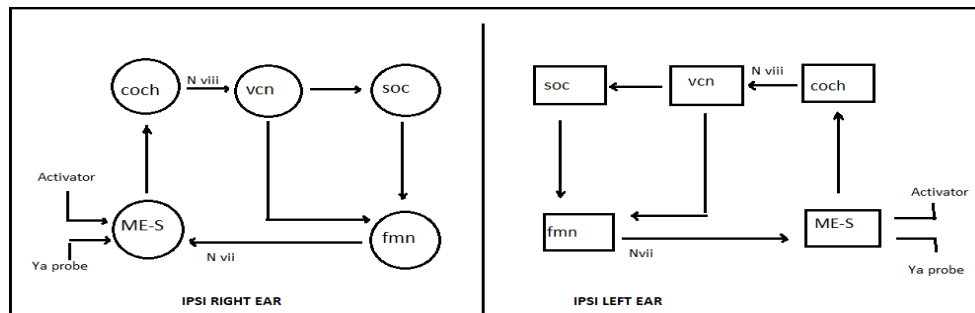 coch
N viii
vcn
soc
Activator
ME-S
fmn
Ya probe
N vii
IPSI RIGHT EAR
soc
vcn
N viii
coch
Activator
fmn
ME-S
Nvii
Ya probe
IPSI LEFT EAR